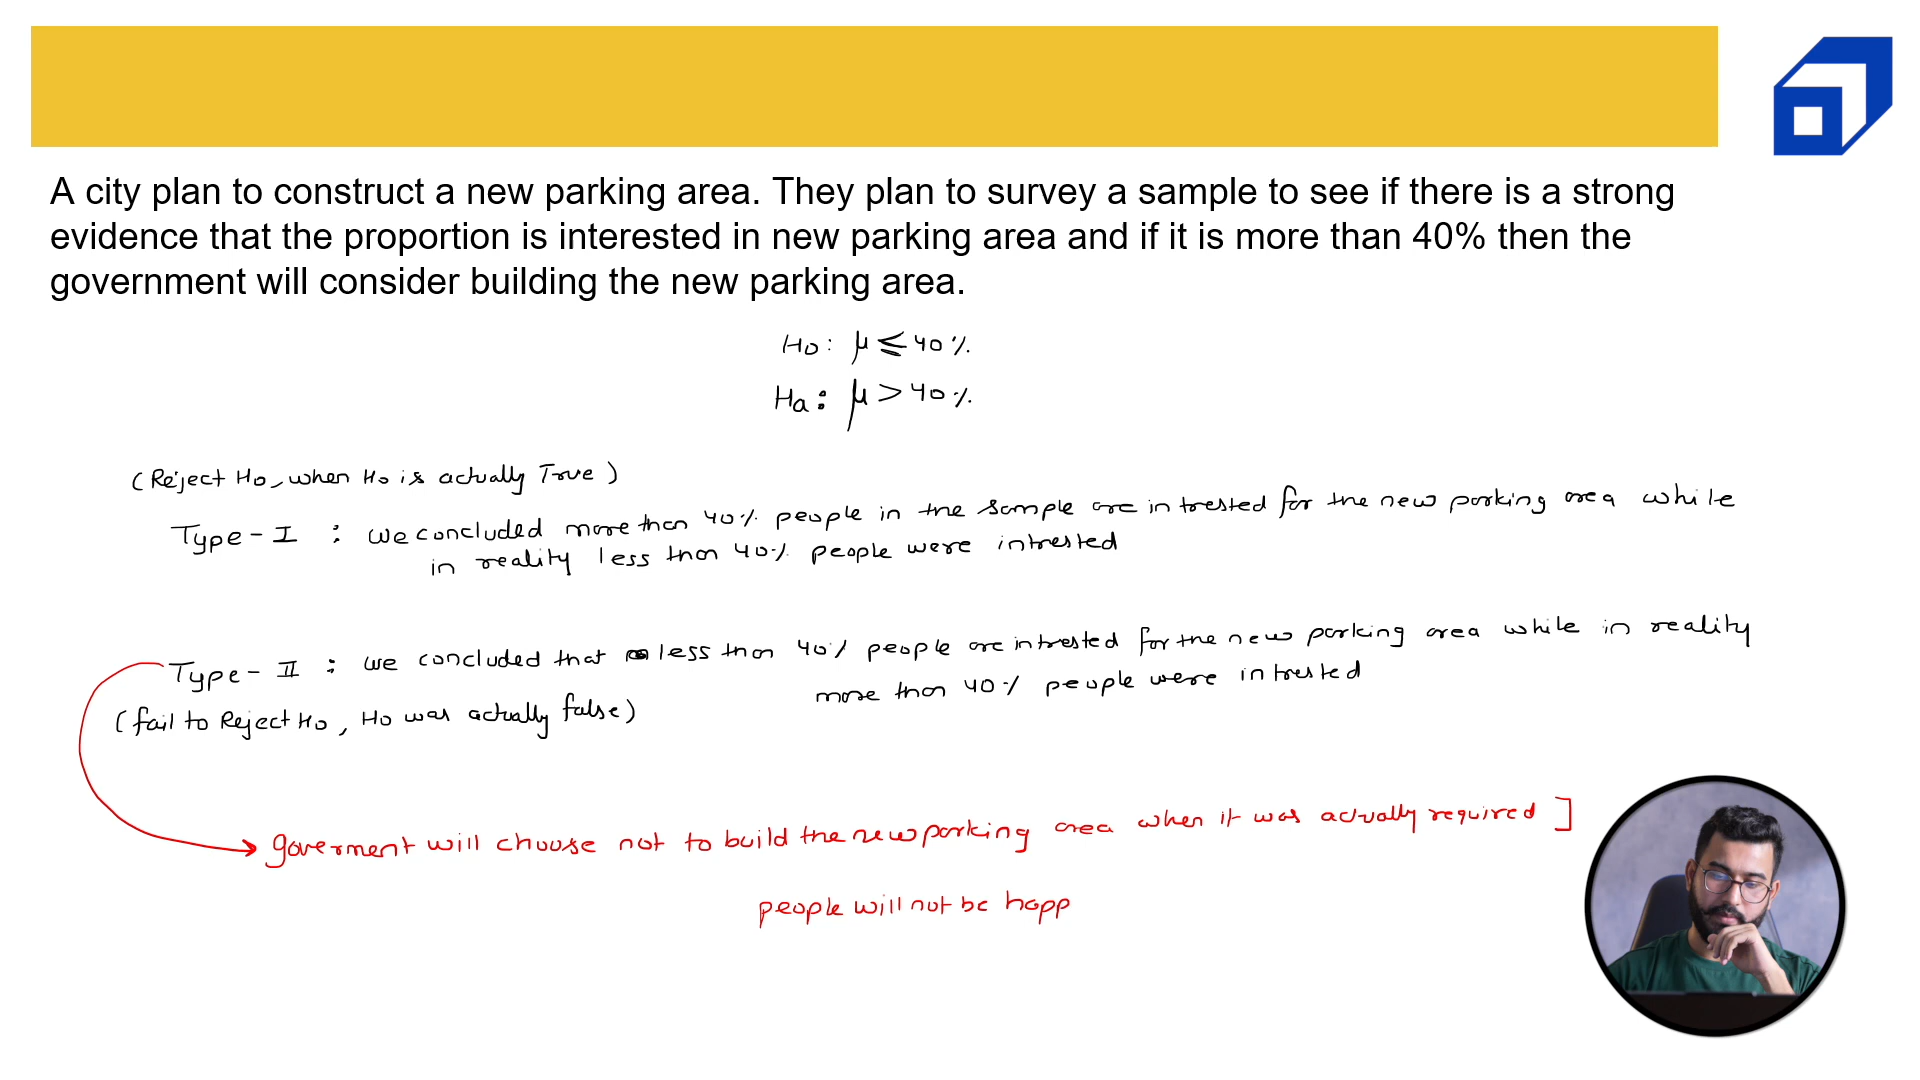 A city plan to construct a new parking area. They plan to survey a sample to see if there is a strong
evidence that the proportion is interested in new parking area and if it is more than 40% then the
government will consider building the new parking area.
Ho: μ ⩽ 40%
Ha: μ > 40%
(Reject Ho, when Ho is actually True)
Type-I : we concluded more than 40% people in the sample are intrested for the new parking area while
in reality less than 40% people were intrested
Type-II : we concluded that less than 40% people are intrested for the new parking area while in reality
more than 40% people were intrested
(fail to Reject Ho, Ho was actually false)
goverment will choose not to build the new parking area when it was actually required ]
people will not be happ